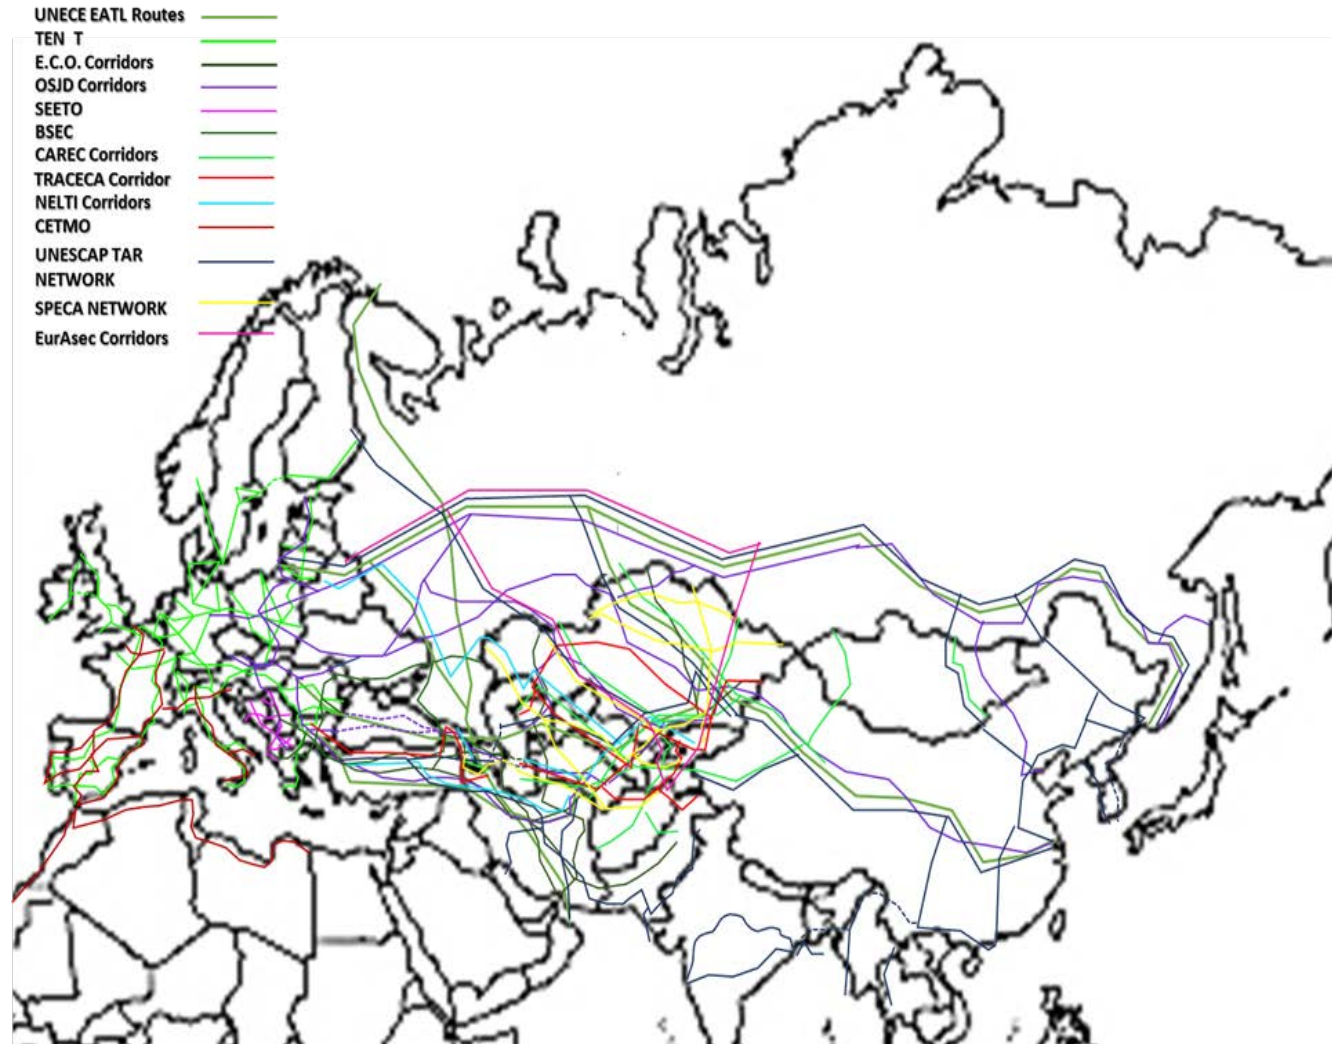 UNECE EATL Routes
TEN T
E.C.O. Corridors
OSJD Corridors
SEETO
BSEC
CAREC Corridors
TRACECA Corridor
NELTI Corridors
CETMO
UNESCAP TAR
NETWORK
SPECA NETWORK
EurAsec Corridors